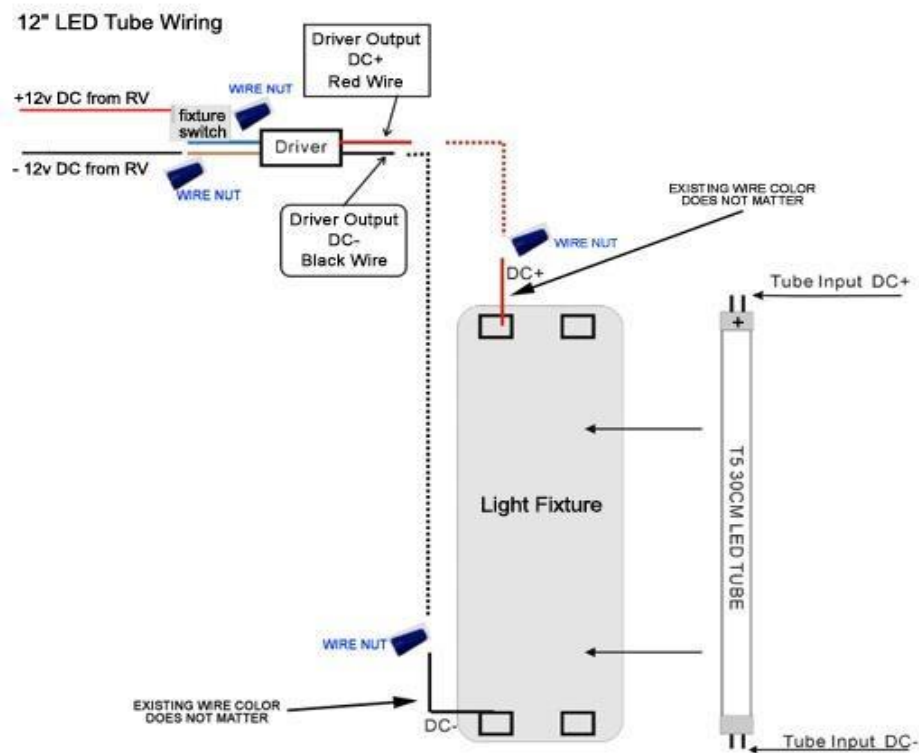 12" LED Tube Wiring
Driver Output
DC+
Red Wire
WIRE NUT
+12v DC from RV
fixture
switch
Driver
- 12v DC from RV
WIRE NUT
Driver Output
DC-
Black Wire
EXISTING WIRE COLOR
DOES NOT MATTER
WIRE NUT
DC+
Tube Input DC+
+
T5 30CM LED TUBE
Light Fixture
WIRE NUT
EXISTING WIRE COLOR
DOES NOT MATTER
DC-
Tube Input DC-